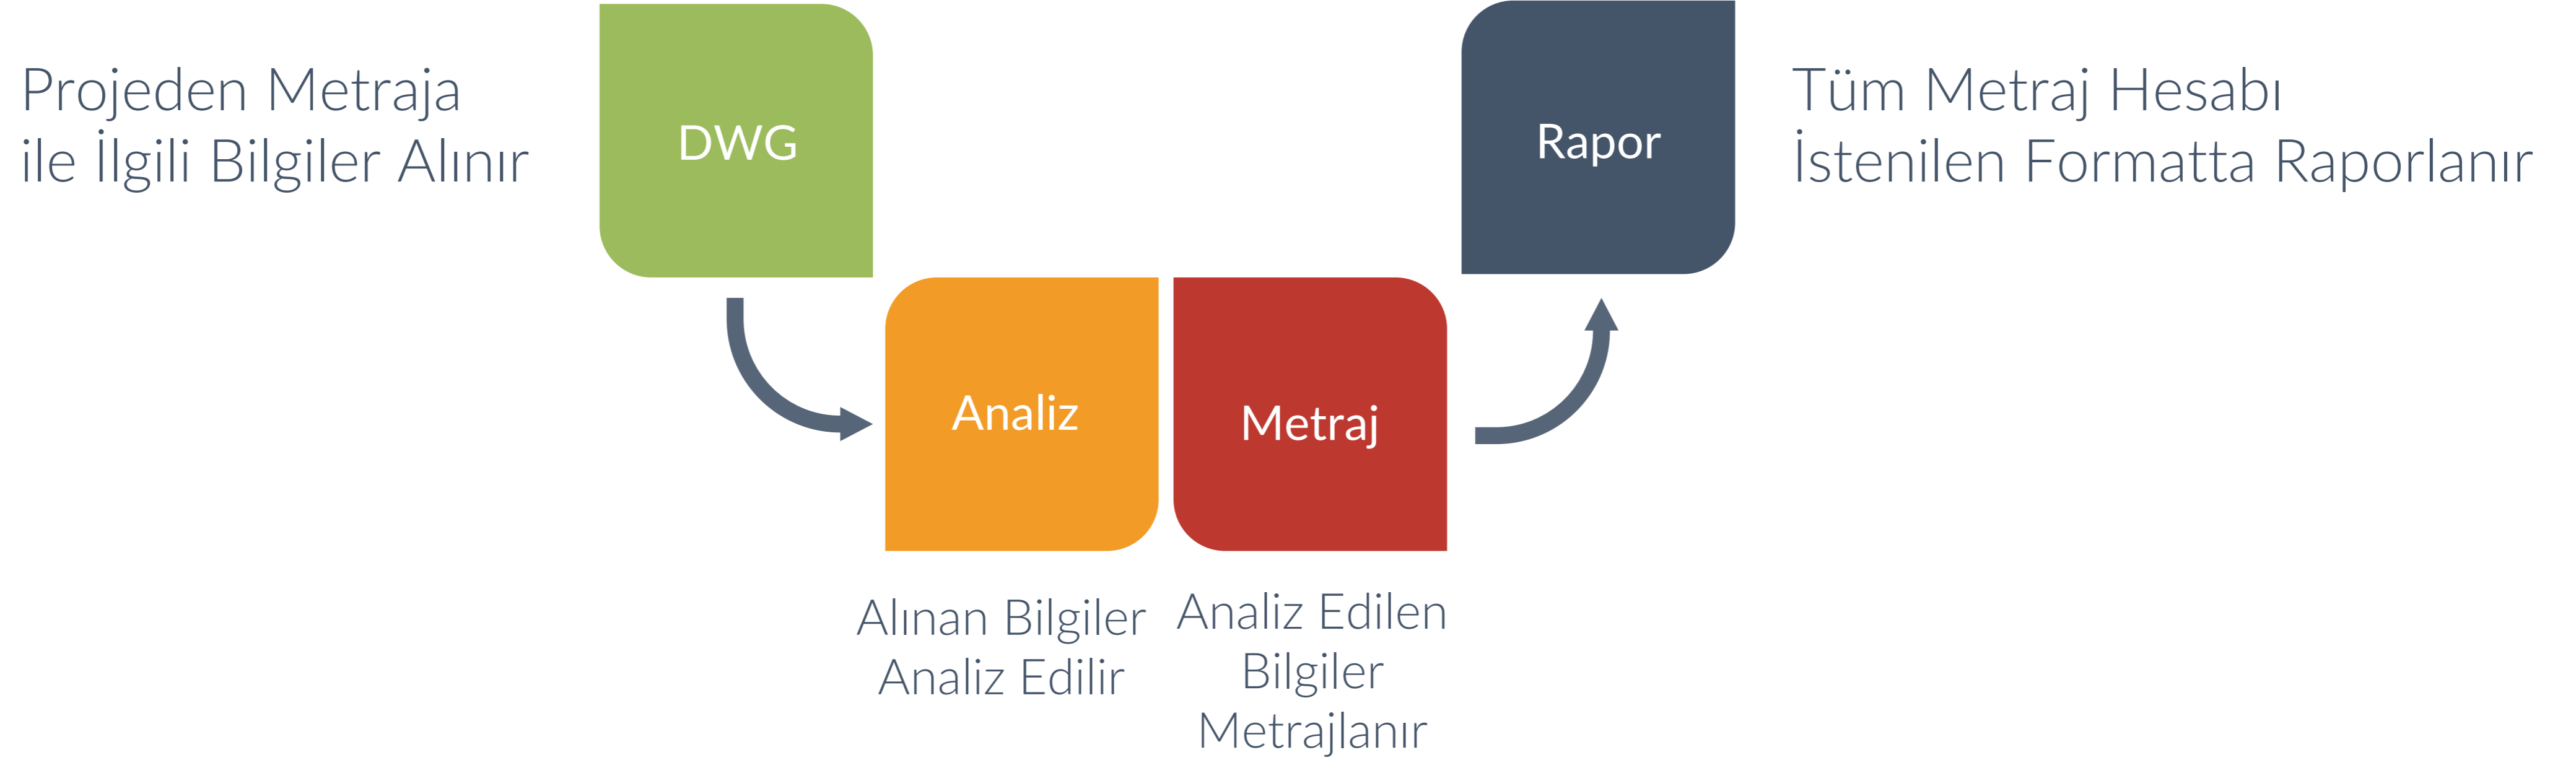 Projeden Metraja
ile İlgili Bilgiler Alınır
DWG
Analiz
Alınan Bilgiler
Analiz Edilir
Metraj
Analiz Edilen
Bilgiler
Metrajlanır
Rapor
Tüm Metraj Hesabı
İstenilen Formatta Raporlanır